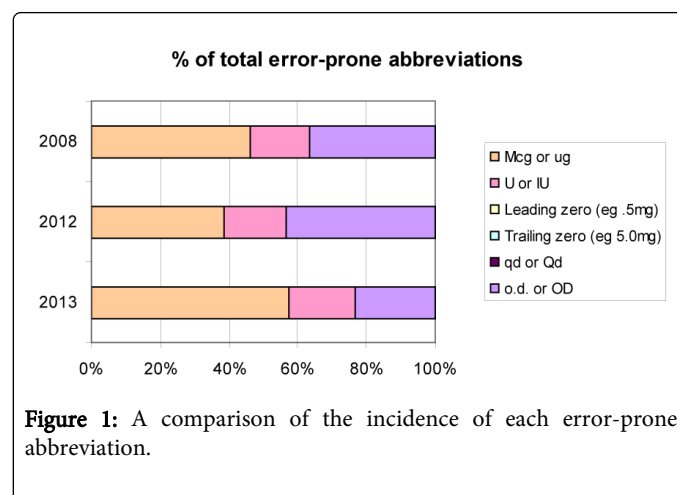 % of total error-prone abbreviations
2008
2012
2013
0% 20% 40% 60% 80% 100%
Mcg or ug
U or IU
Leading zero (eg .5mg)
Trailing zero (eg 5.0mg)
qd or Qd
o.d. or OD
Figure 1: A comparison of the incidence of each error-prone
abbreviation.